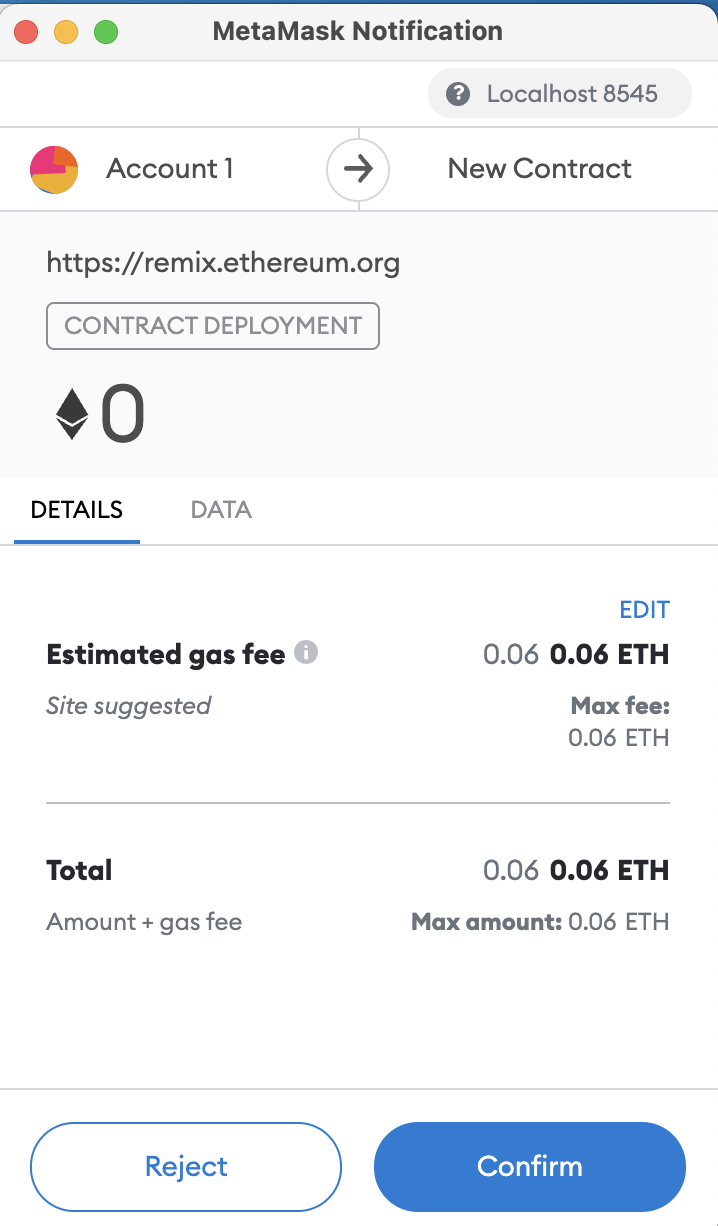 MetaMask Notification
Localhost 8545
Account 1
New Contract
https://remix.ethereum.org
CONTRACT DEPLOYMENT
0
DETAILS
DATA
EDIT
Estimated gas fee
0.06 0.06 ETH
Site suggested
Max fee:
0.06 ETH
Total
0.06 0.06 ETH
Amount + gas fee
Max amount: 0.06 ETH
Reject
Confirm